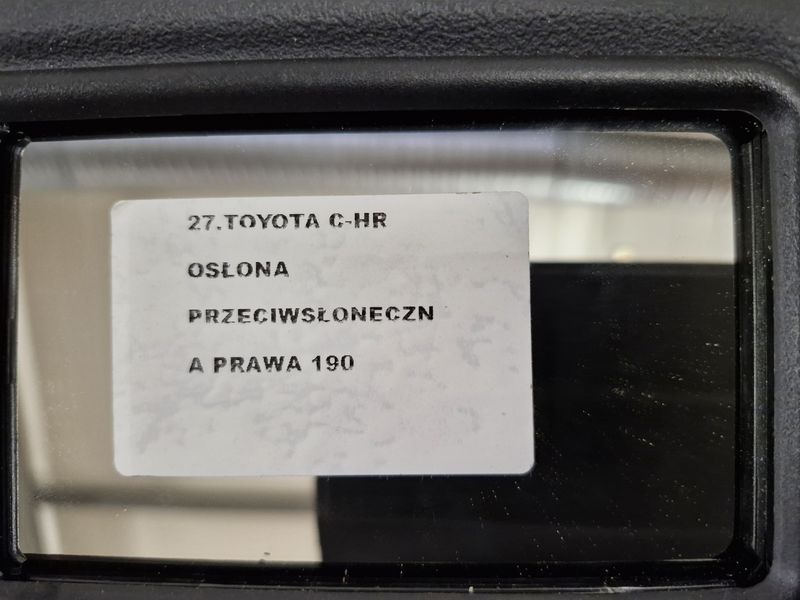 27.TOYOTA C-HR
OSŁONA
PRZECIWSŁONECZN
A PRAWA 190